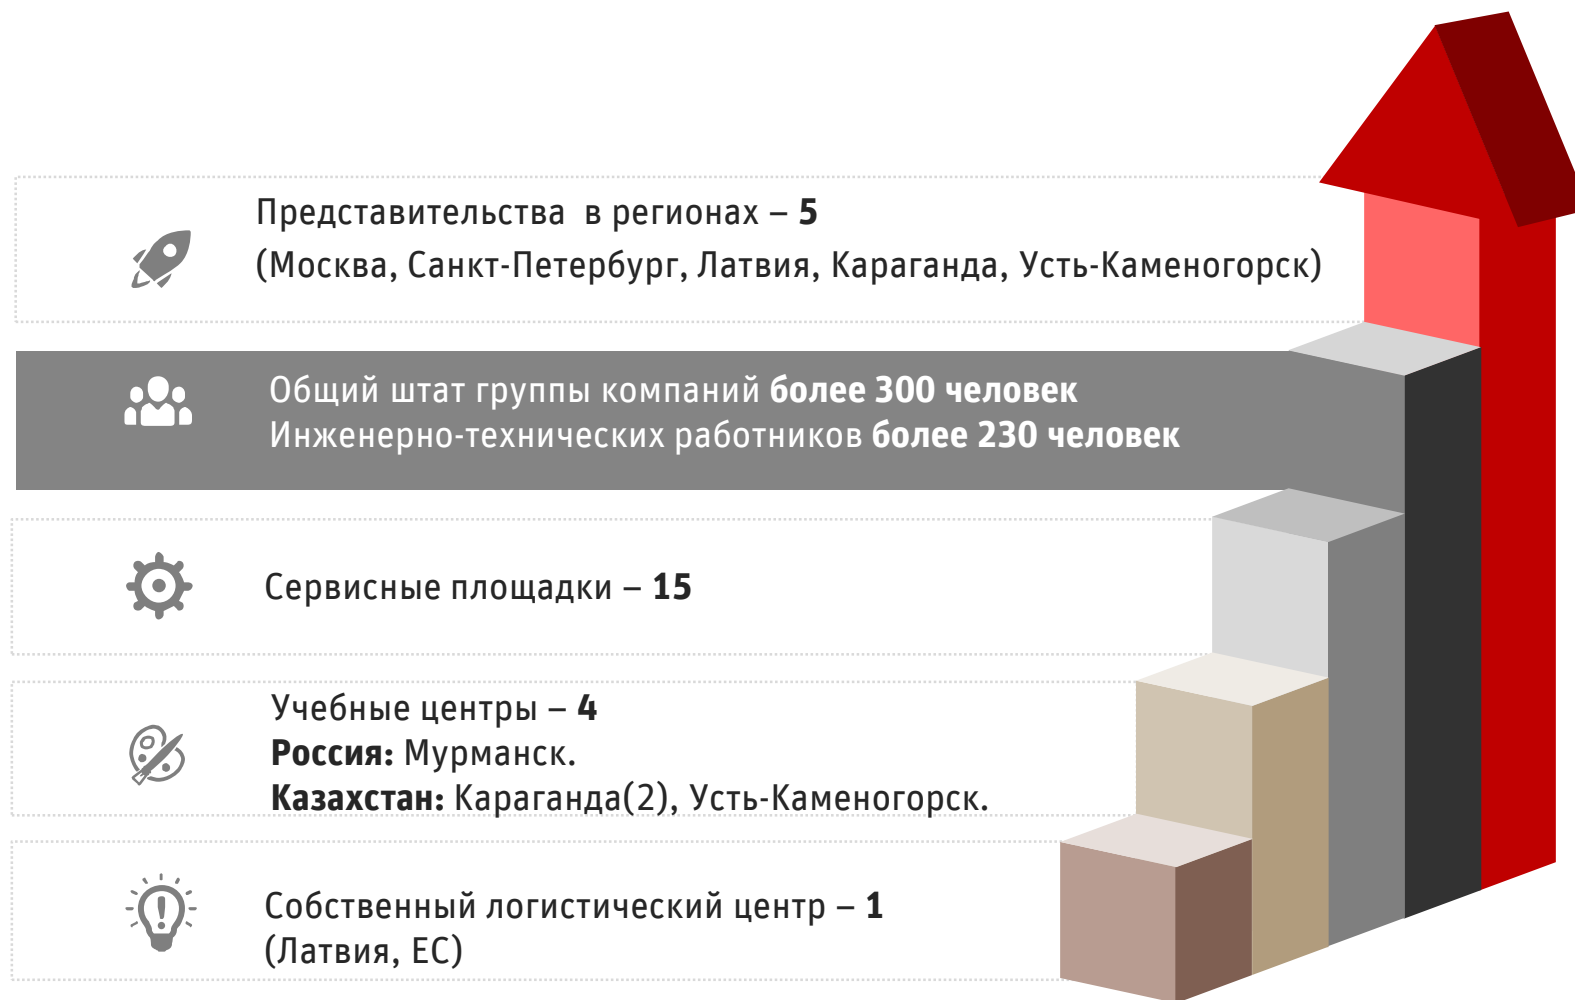 Представительства в регионах – 5
(Москва, Санкт-Петербург, Латвия, Караганда, Усть-Каменогорск)
Общий штат группы компаний более 300 человек
Инженерно-технических работников более 230 человек
Сервисные площадки – 15
Учебные центры – 4
Россия: Мурманск.
Казахстан: Караганда(2), Усть-Каменогорск.
Собственный логистический центр – 1
(Латвия, ЕС)